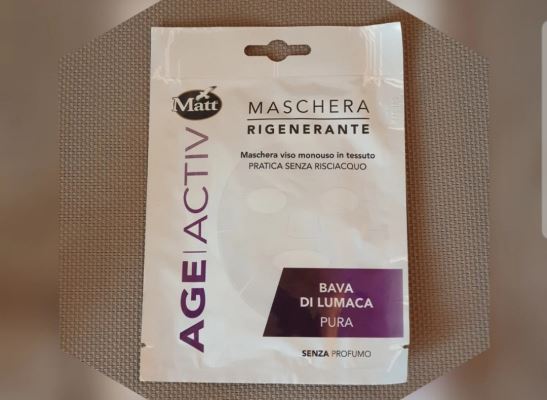 Matt
MASCHERA
RIGENERANTE
Maschera viso monouso in tessuto
PRATICA SENZA RISCIACQUO
AGE|ACTIV
BAVA
DI LUMACA
PURA
SENZA PROFUMO